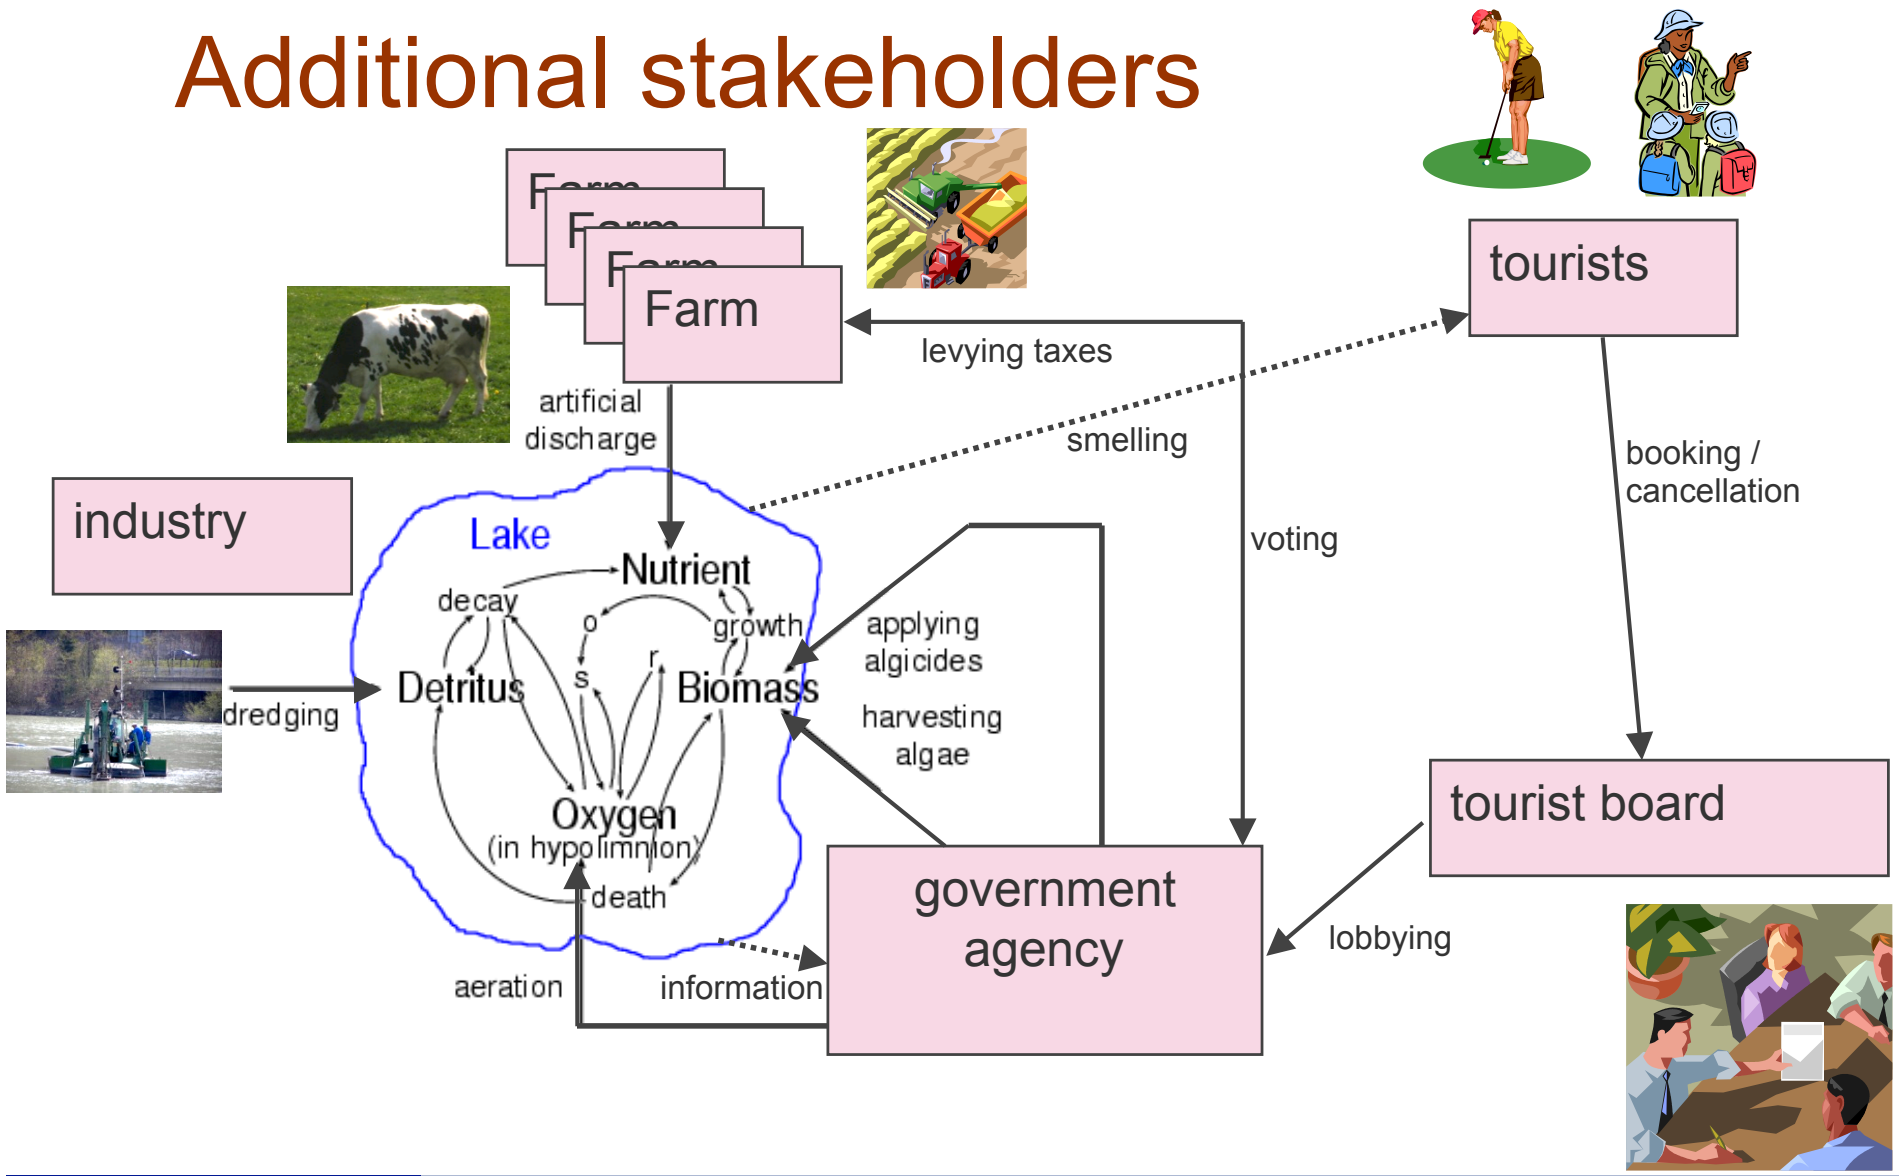 Additional stakeholders
Farm
Farm
Farm
Farm
tourists
levying taxes
artificial
discharge
smelling
booking /
cancellation
industry
Lake
voting
Nutrient
decay
o
growth
applying
algicides
r
s
Detritus
Biomass
dredging
harvesting
algae
Oxygen
(in hypolimnion)
death
tourist board
government
agency
lobbying
aeration
information